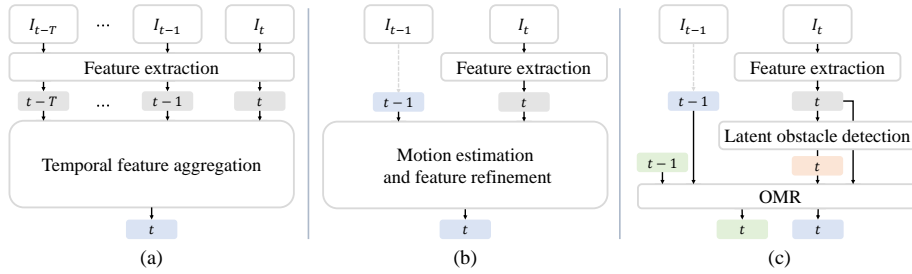 I_{t-T} ... I_{t-1} I_t
Feature extraction
t-T ... t-1 t
Temporal feature aggregation
t
(a)
I_{t-1} I_t
Feature extraction
t-1 t
Motion estimation
and feature refinement
t
(b)
I_{t-1} I_t
Feature extraction
t-1 t
Latent obstacle detection
t-1 t
OMR
t t
(c)